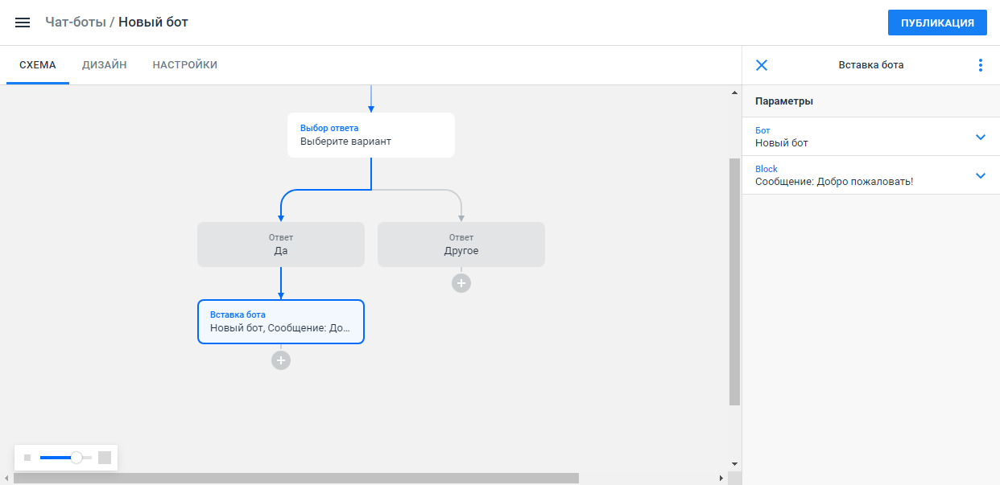 Чат-боты / Новый бот
ПУБЛИКАЦИЯ
СХЕМА
ДИЗАЙН
НАСТРОЙКИ
Вставка бота
Параметры
Бот
Новый бот
Block
Сообщение: Добро пожаловать!
Выбор ответа
Выберите вариант
Ответ
Да
Ответ
Другое
Вставка бота
Новый бот, Сообщение: До...